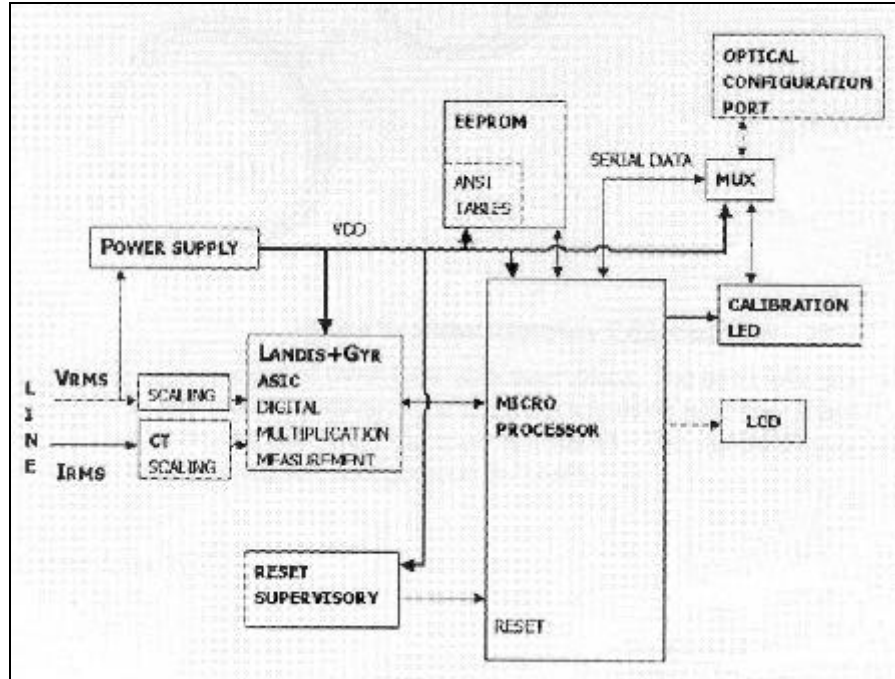 OPTICAL
CONFIGURATION
PORT
EEPROM
SERIAL DATA
MUX
ANSI
TABLES
VDD
POWER SUPPLY
CALIBRATION
LED
LANDIS+GYR
ASIC
DIGITAL
MULTIPLICATION
MEASUREMENT
LINE
VRMS
SCALING
MICRO
PROCESSOR
LCD
CT
SCALING
IRMS
RESET
SUPERVISORY
RESET